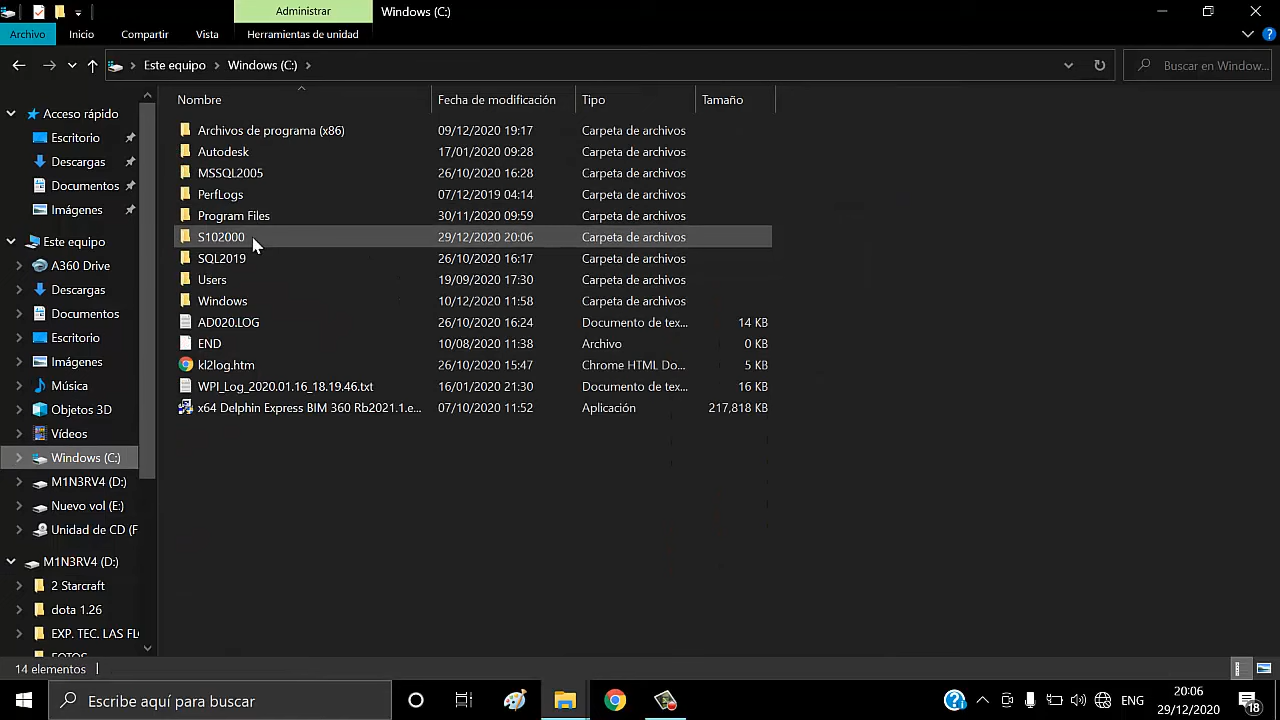 Administrar
Windows (C:)
Archivo
Inicio
Compartir
Vista
Herramientas de unidad
Este equipo
Windows (C:)
Buscar en Window...
Nombre
Fecha de modificación
Tipo
Tamaño
Archivos de programa (x86) 09/12/2020 19:17 Carpeta de archivos
Autodesk 17/01/2020 09:28 Carpeta de archivos
MSSQL2005 26/10/2020 16:28 Carpeta de archivos
PerfLogs 07/12/2019 04:14 Carpeta de archivos
Program Files 30/11/2020 09:59 Carpeta de archivos
S102000 29/12/2020 20:06 Carpeta de archivos
SQL2019 26/10/2020 16:17 Carpeta de archivos
Users 19/09/2020 17:30 Carpeta de archivos
Windows 10/12/2020 11:58 Carpeta de archivos
AD020.LOG 26/10/2020 16:24 Documento de tex... 14 KB
END 10/08/2020 11:38 Archivo 0 KB
kl2log.htm 26/10/2020 15:47 Chrome HTML Do... 5 KB
WPI_Log_2020.01.16_18.19.46.txt 16/01/2020 21:30 Documento de tex... 16 KB
x64 Delphin Express BIM 360 Rb2021.1.e... 07/10/2020 11:52 Aplicación 217,818 KB
Acceso rápido
Escritorio
Descargas
Documentos
Imágenes
Este equipo
A360 Drive
Descargas
Documentos
Escritorio
Imágenes
Música
Objetos 3D
Vídeos
Windows (C:)
M1N3RV4 (D:)
Nuevo vol (E:)
Unidad de CD (F
M1N3RV4 (D:)
2 Starcraft
dota 1.26
EXP. TEC. LAS FL
FOTOS
14 elementos
Escribe aquí para buscar
ENG
20:06
29/12/2020
18